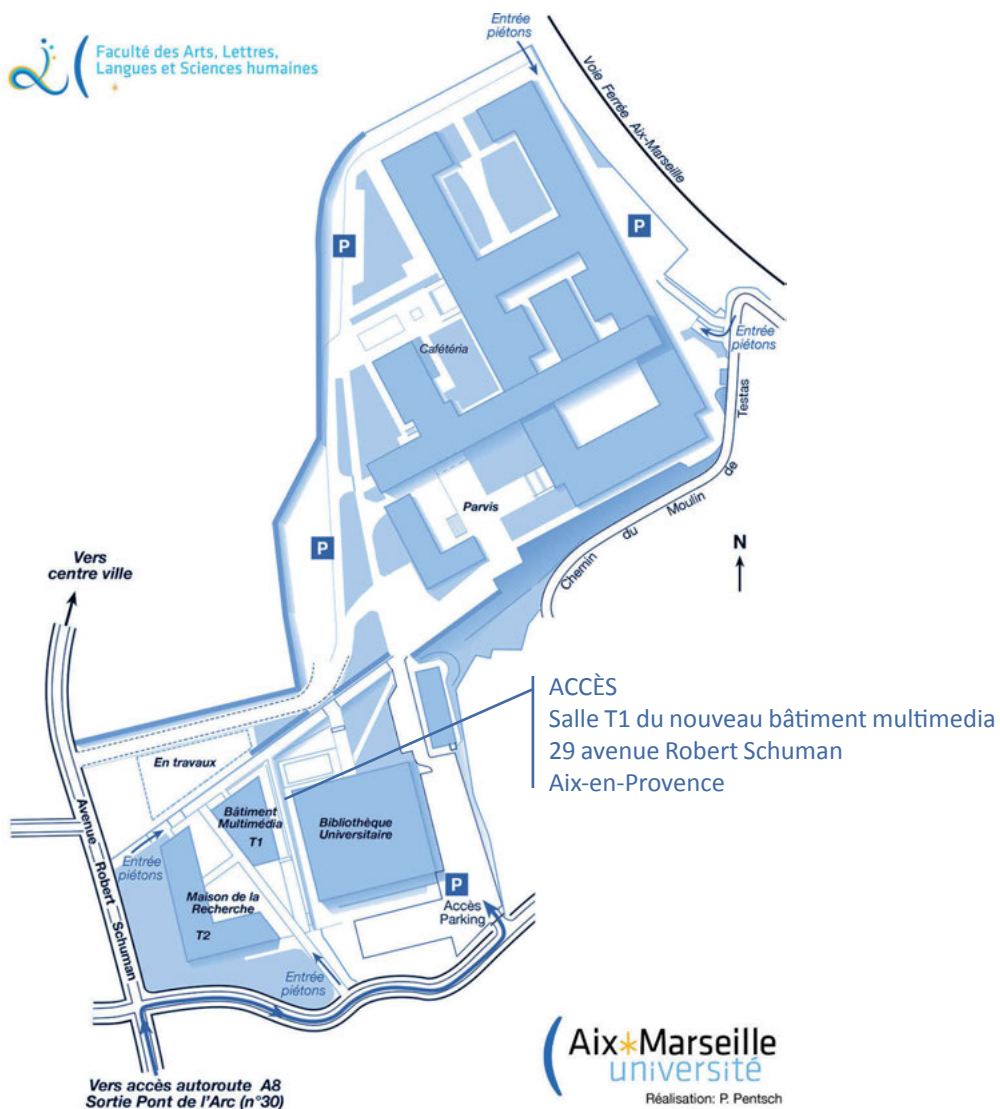 Faculté des Arts, Lettres,
Langues et Sciences humaines
Entrée
piétons
Voie Ferrée Aix-Marseille
P
P
Entrée
piétons
Cafétéria
Chemin du Moulin de Testas
Parvis
P
N
Vers
centre ville
ACCÈS
Salle T1 du nouveau bâtiment multimedia
29 avenue Robert Schuman
Aix-en-Provence
En travaux
Bâtiment
Multimédia
T1
Bibliothèque
Universitaire
Avenue Robert Schuman
Entrée
piétons
Maison de la
Recherche
T2
P
Accès
Parking
Entrée
piétons
Vers accès autoroute A8
Sortie Pont de l'Arc (n°30)
Aix*Marseille
université
Réalisation: P. Pentsch